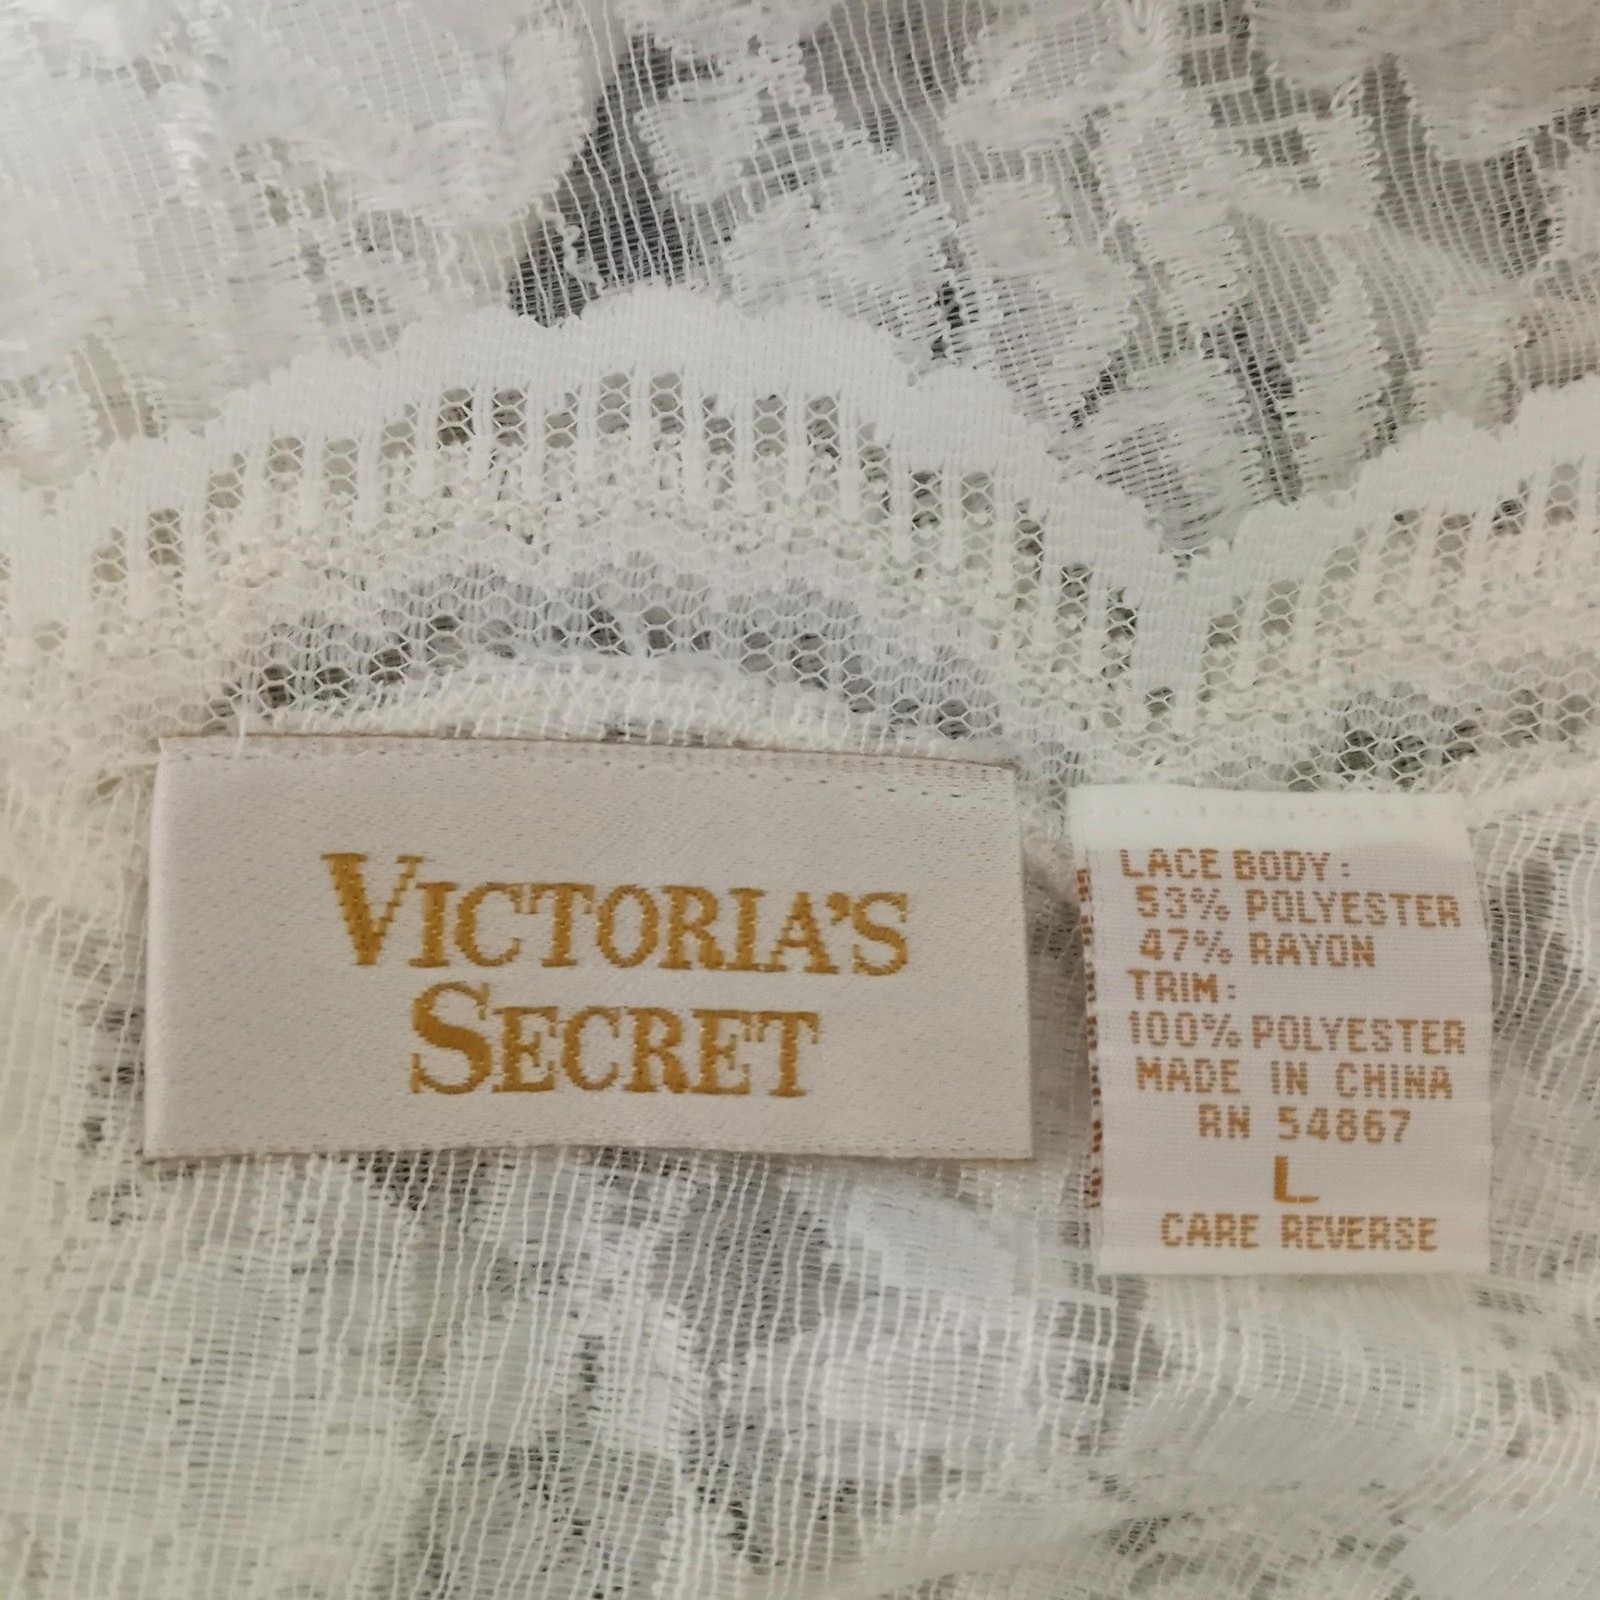 VICTORIA'S
SECRET
LACE BODY:
53% POLYESTER
47% RAYON
TRIM:
100% POLYESTER
MADE IN CHINA
RN 54867
L
CARE REVERSE